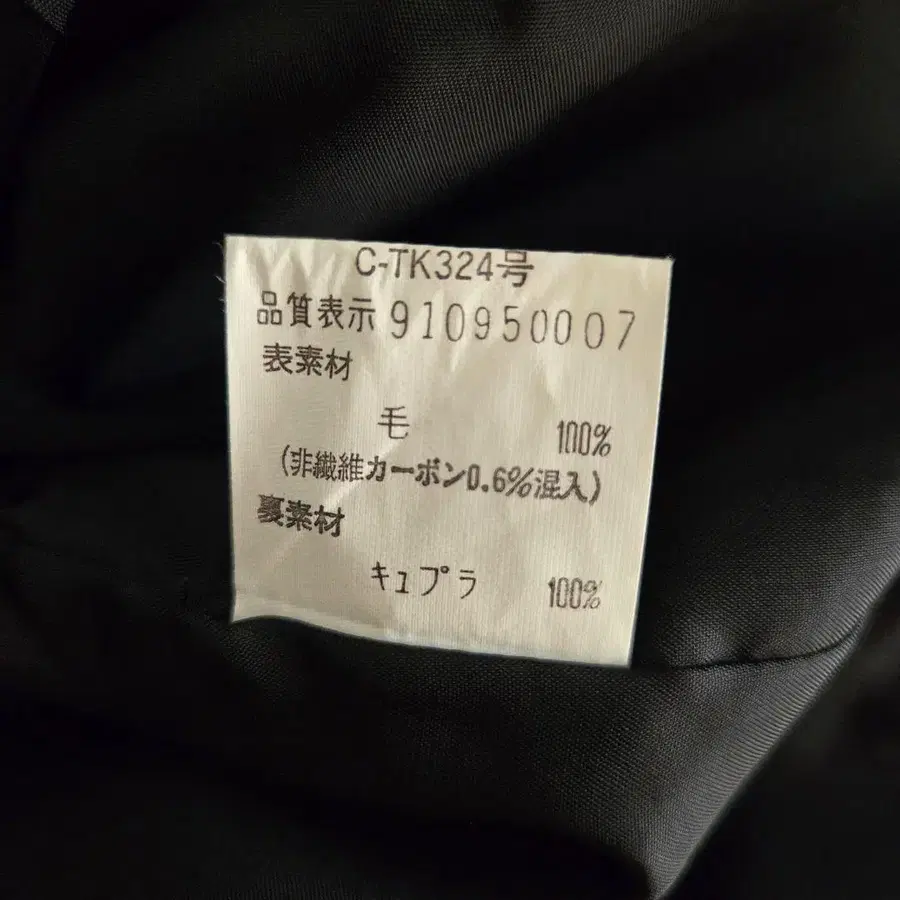 C-TK324号
品質表示 910950007
表素材
毛 100%
(非繊維カーボン0.6%混入)
裏素材
キュプラ 100%